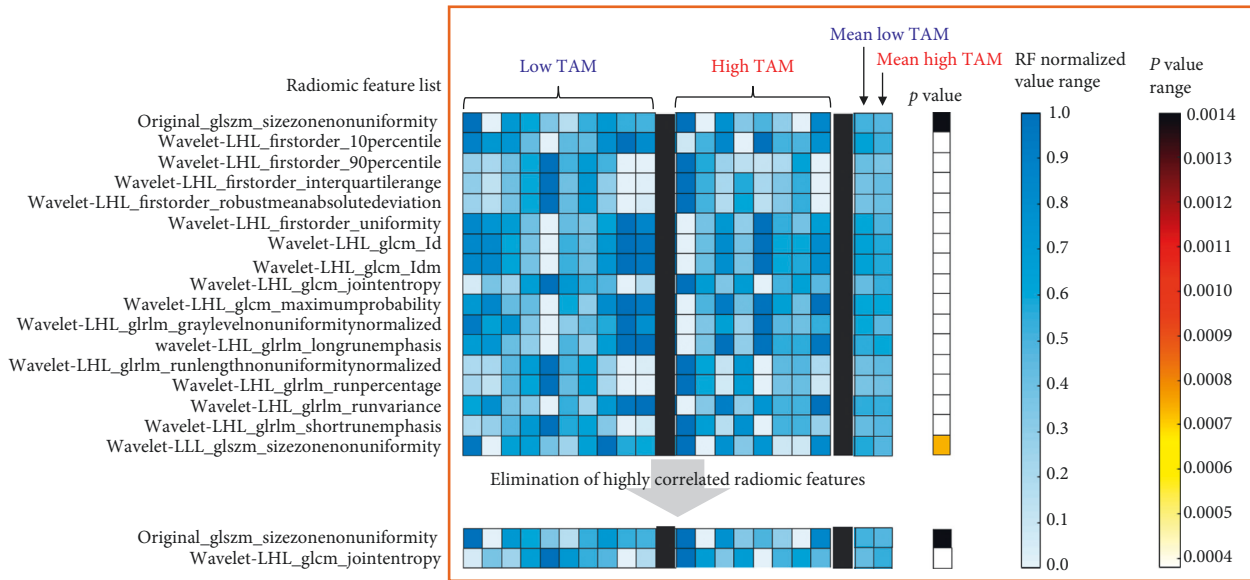 Mean low TAM
Low TAM
High TAM
Mean high TAM
RF normalized
value range
P value
range
Radiomic feature list
p value
Original_glszm_sizezonenonuniformity
Wavelet-LHL_firstorder_10percentile
Wavelet-LHL_firstorder_90percentile
Wavelet-LHL_firstorder_interquartilerange
Wavelet-LHL_firstorder_robustmeanabsolutedeviation
Wavelet-LHL_firstorder_uniformity
Wavelet-LHL_glcm_Id
Wavelet-LHL_glcm_Idm
Wavelet-LHL_glcm_jointentropy
Wavelet-LHL_glcm_maximumprobability
Wavelet-LHL_glrlm_graylevelnonuniformitynormalized
wavelet-LHL_glrlm_longrunemphasis
Wavelet-LHL_glrlm_runlengthnonuniformitynormalized
Wavelet-LHL_glrlm_runpercentage
Wavelet-LHL_glrlm_runvariance
Wavelet-LHL_glrlm_shortrunemphasis
Wavelet-LLL_glszm_sizezonenonuniformity
Elimination of highly correlated radiomic features
Original_glszm_sizezonenonuniformity
Wavelet-LHL_glcm_jointentropy
1.0
0.9
0.8
0.7
0.6
0.5
0.4
0.3
0.2
0.1
0.0
0.0014
0.0013
0.0012
0.0011
0.0010
0.0009
0.0008
0.0007
0.0006
0.0005
0.0004